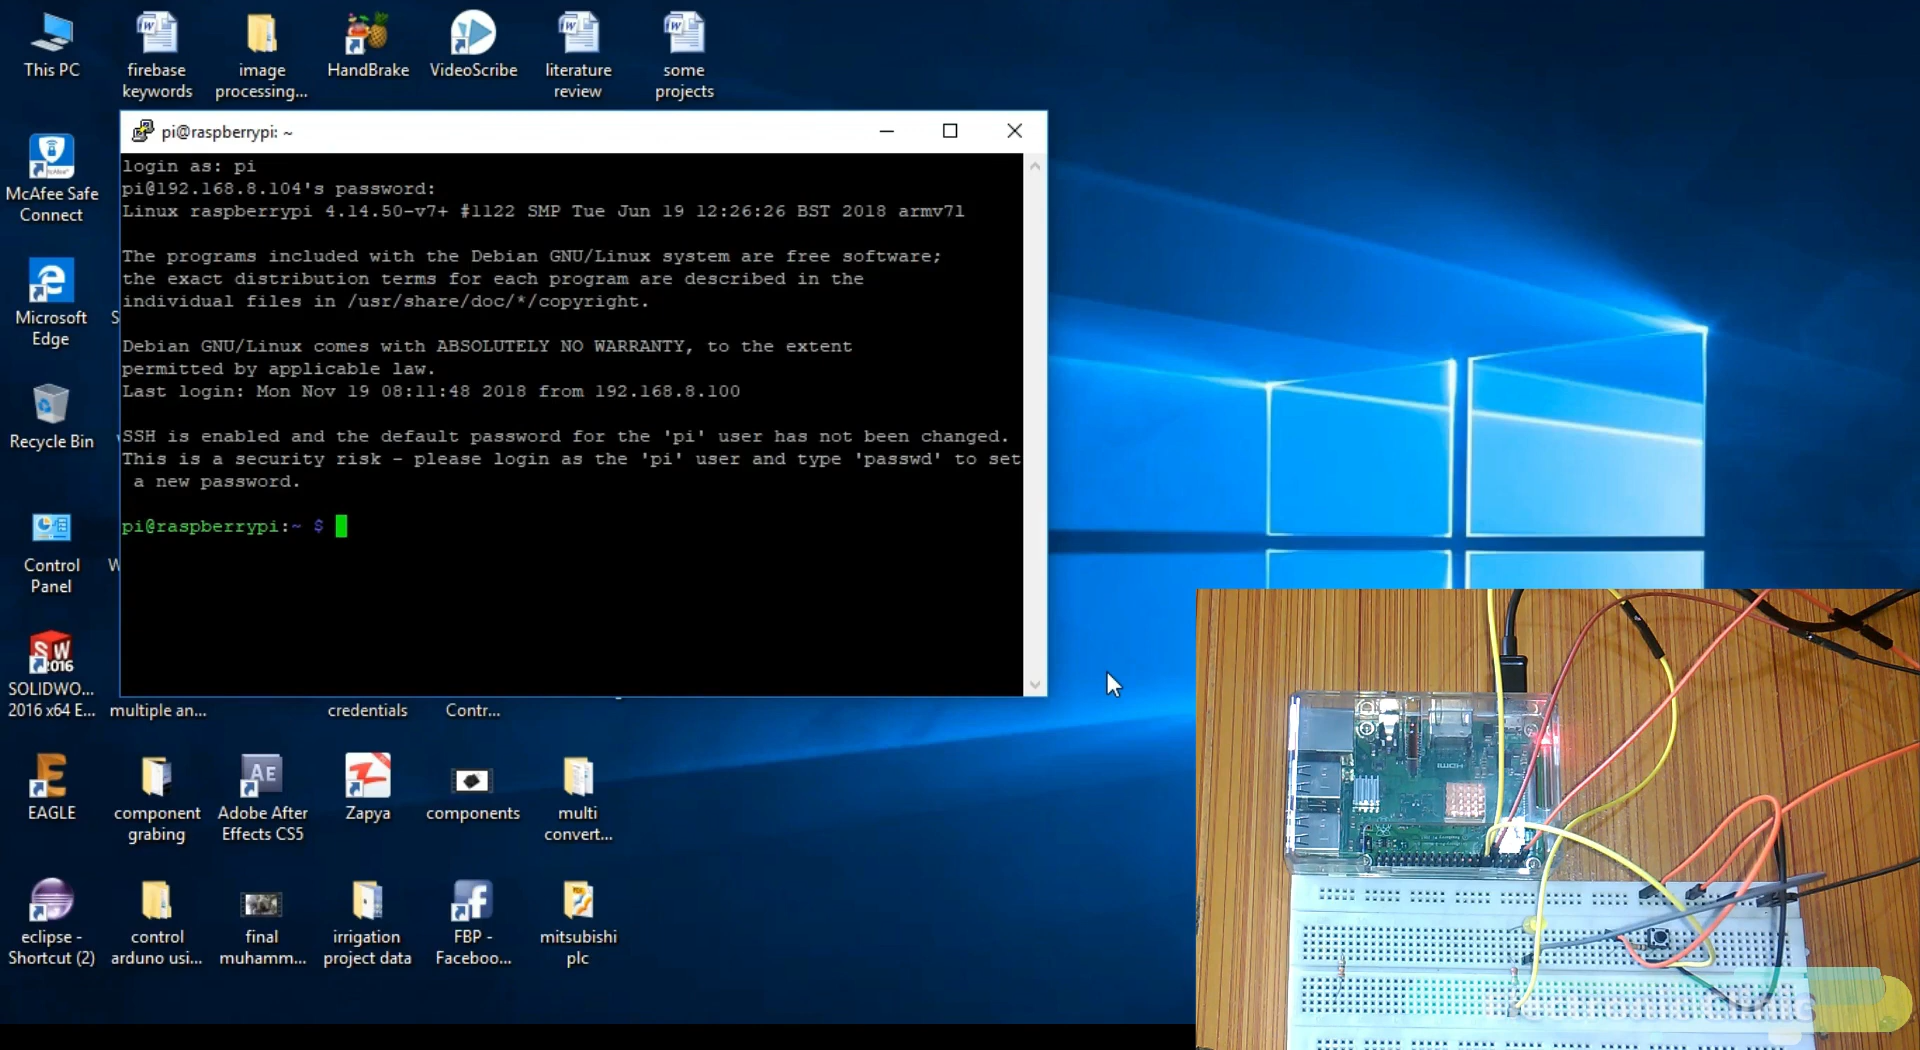 This PC
firebase
keywords
image
processing...
HandBrake
VideoScribe
literature
review
some
projects
pi@raspberrypi: ~
login as: pi
pi@192.168.8.104's password:
Linux raspberrypi 4.14.50-v7+ #1122 SMP Tue Jun 19 12:26:26 BST 2018 armv7l
The programs included with the Debian GNU/Linux system are free software;
the exact distribution terms for each program are described in the
individual files in /usr/share/doc/*/copyright.
Debian GNU/Linux comes with ABSOLUTELY NO WARRANTY, to the extent
permitted by applicable law.
Last login: Mon Nov 19 08:11:48 2018 from 192.168.8.100
SSH is enabled and the default password for the 'pi' user has not been changed.
This is a security risk - please login as the 'pi' user and type 'passwd' to set
a new password.
pi@raspberrypi:~ $
McAfee Safe
Connect
Microsoft
Edge
S
Recycle Bin
Control
Panel
W
SW
2016
SOLIDWO...
2016 x64 E...
multiple an...
credentials
Contr...
EAGLE
component
grabing
AE
Adobe After
Effects CS5
Zapya
components
multi
convert...
eclipse -
Shortcut (2)
control
arduno usi...
final
muhamm...
irrigation
project data
FBP -
Faceboo...
mitsubishi
plc
HDMI